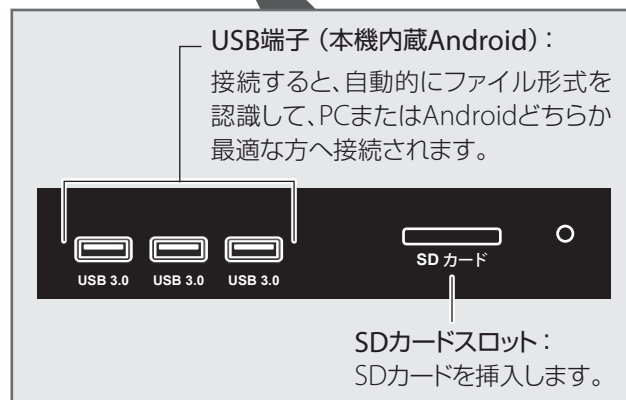 USB端子（本機内蔵Android）：
接続すると、自動的にファイル形式を
認識して、PCまたはAndroidどちらか
最適な方へ接続されます。
USB 3.0 USB 3.0 USB 3.0
SD カード
SDカードスロット：
SDカードを挿入します。